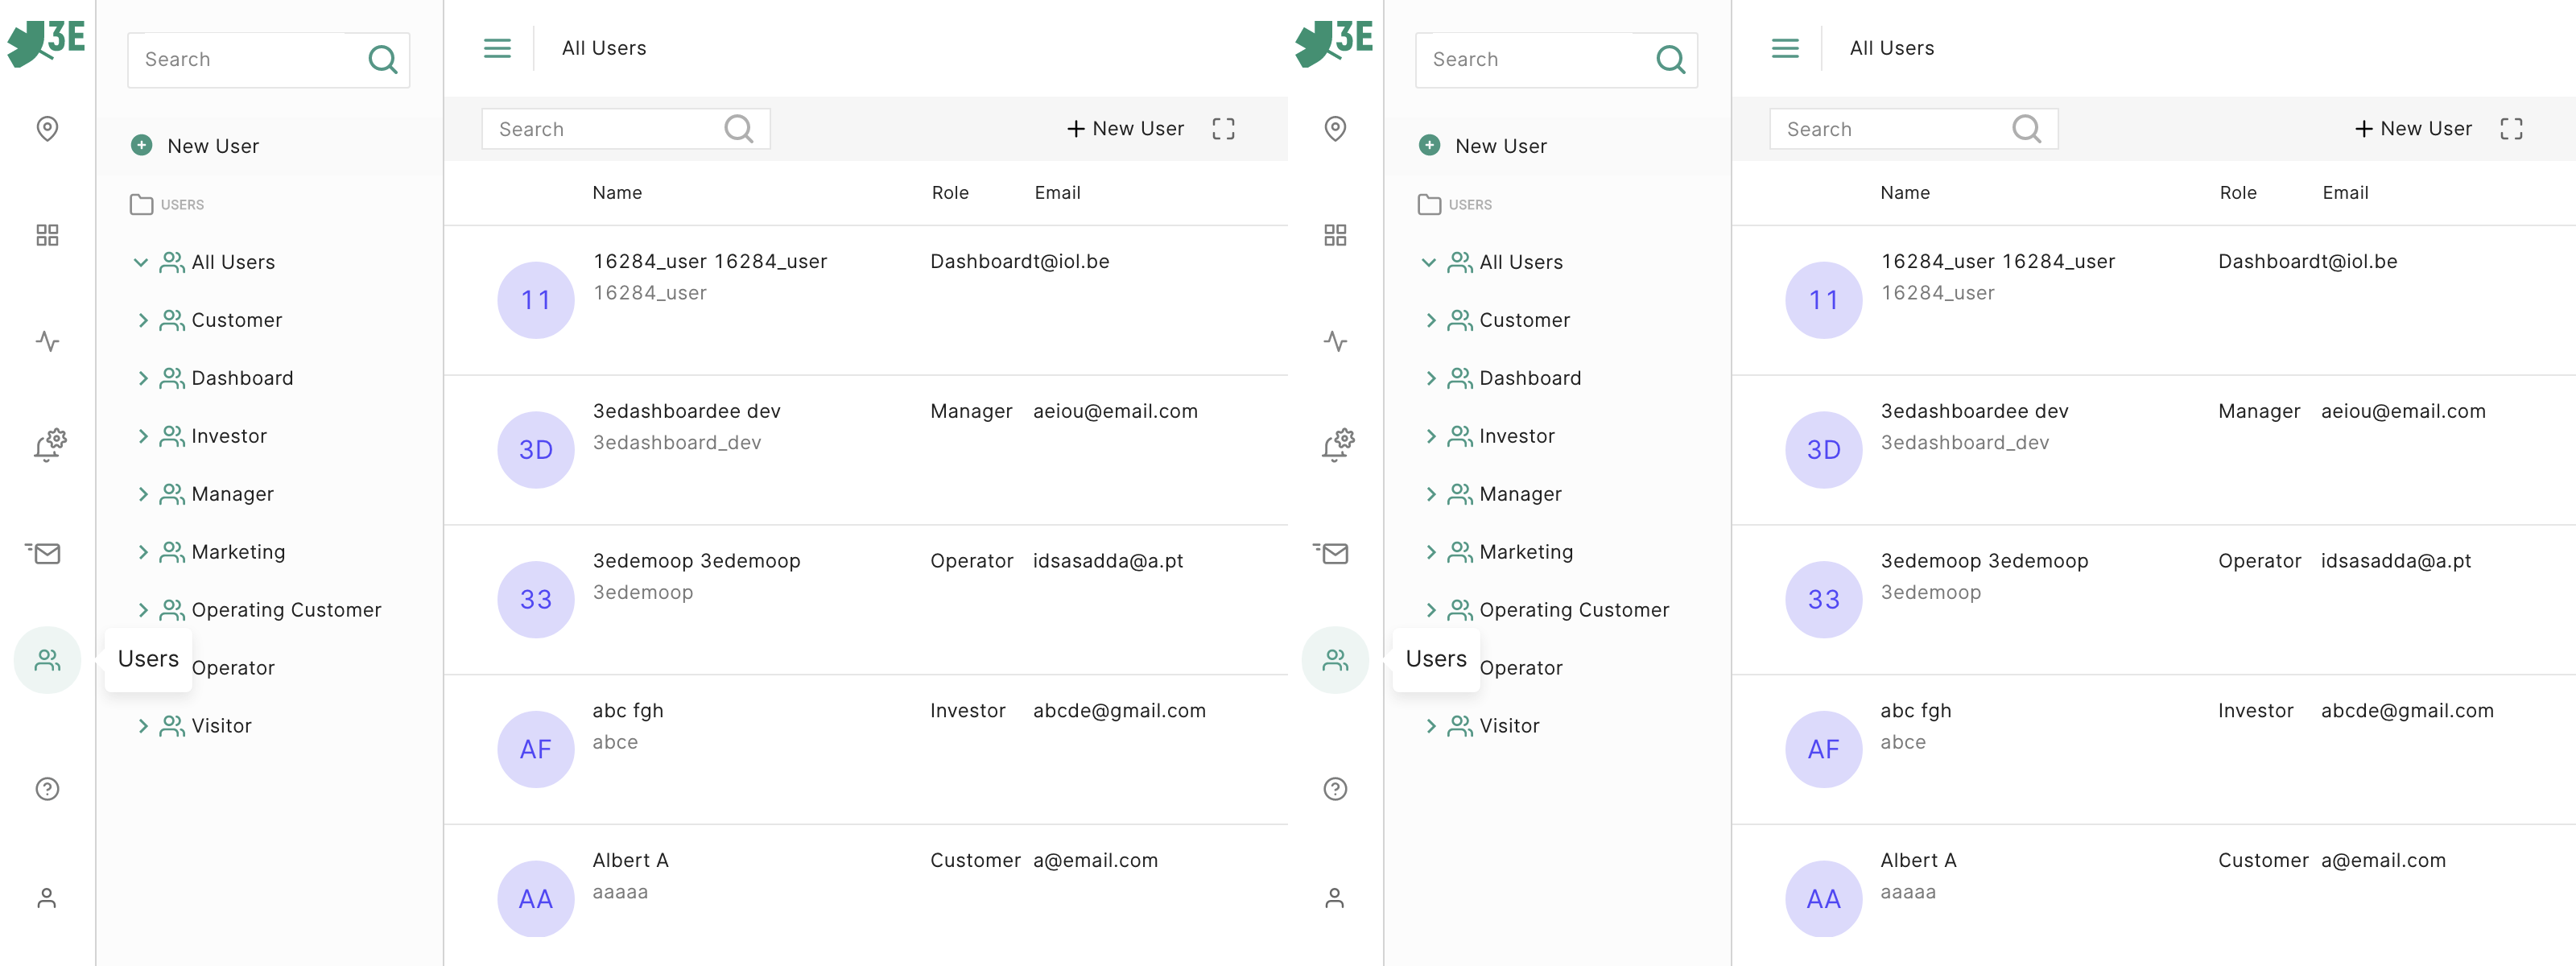 3E
Search
New User
USERS
All Users
Customer
Dashboard
Investor
Manager
Marketing
Operating Customer
Users
Operator
Visitor
All Users
Search
New User
Name Role Email
11
16284_user 16284_user Dashboardt@iol.be
16284_user
3D
3edashboardee dev Manager aeiou@email.com
3edashboard_dev
33
3edemoop 3edemoop Operator idsasadda@a.pt
3edemoop
AF
abc fgh Investor abcde@gmail.com
abce
AA
Albert A Customer a@email.com
aaaaa
3E
Search
New User
USERS
All Users
Customer
Dashboard
Investor
Manager
Marketing
Operating Customer
Users
Operator
Visitor
All Users
Search
New User
Name Role Email
11
16284_user 16284_user Dashboardt@iol.be
16284_user
3D
3edashboardee dev Manager aeiou@email.com
3edashboard_dev
33
3edemoop 3edemoop Operator idsasadda@a.pt
3edemoop
AF
abc fgh Investor abcde@gmail.com
abce
AA
Albert A Customer a@email.com
aaaaa